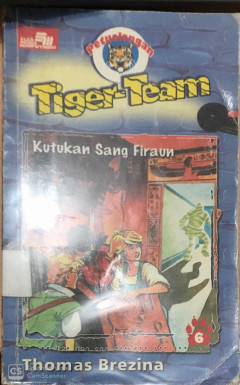 Petualangan
Tiger-Team
Kutukan Sang Firaun
6
Thomas Brezina
CS CamScanner